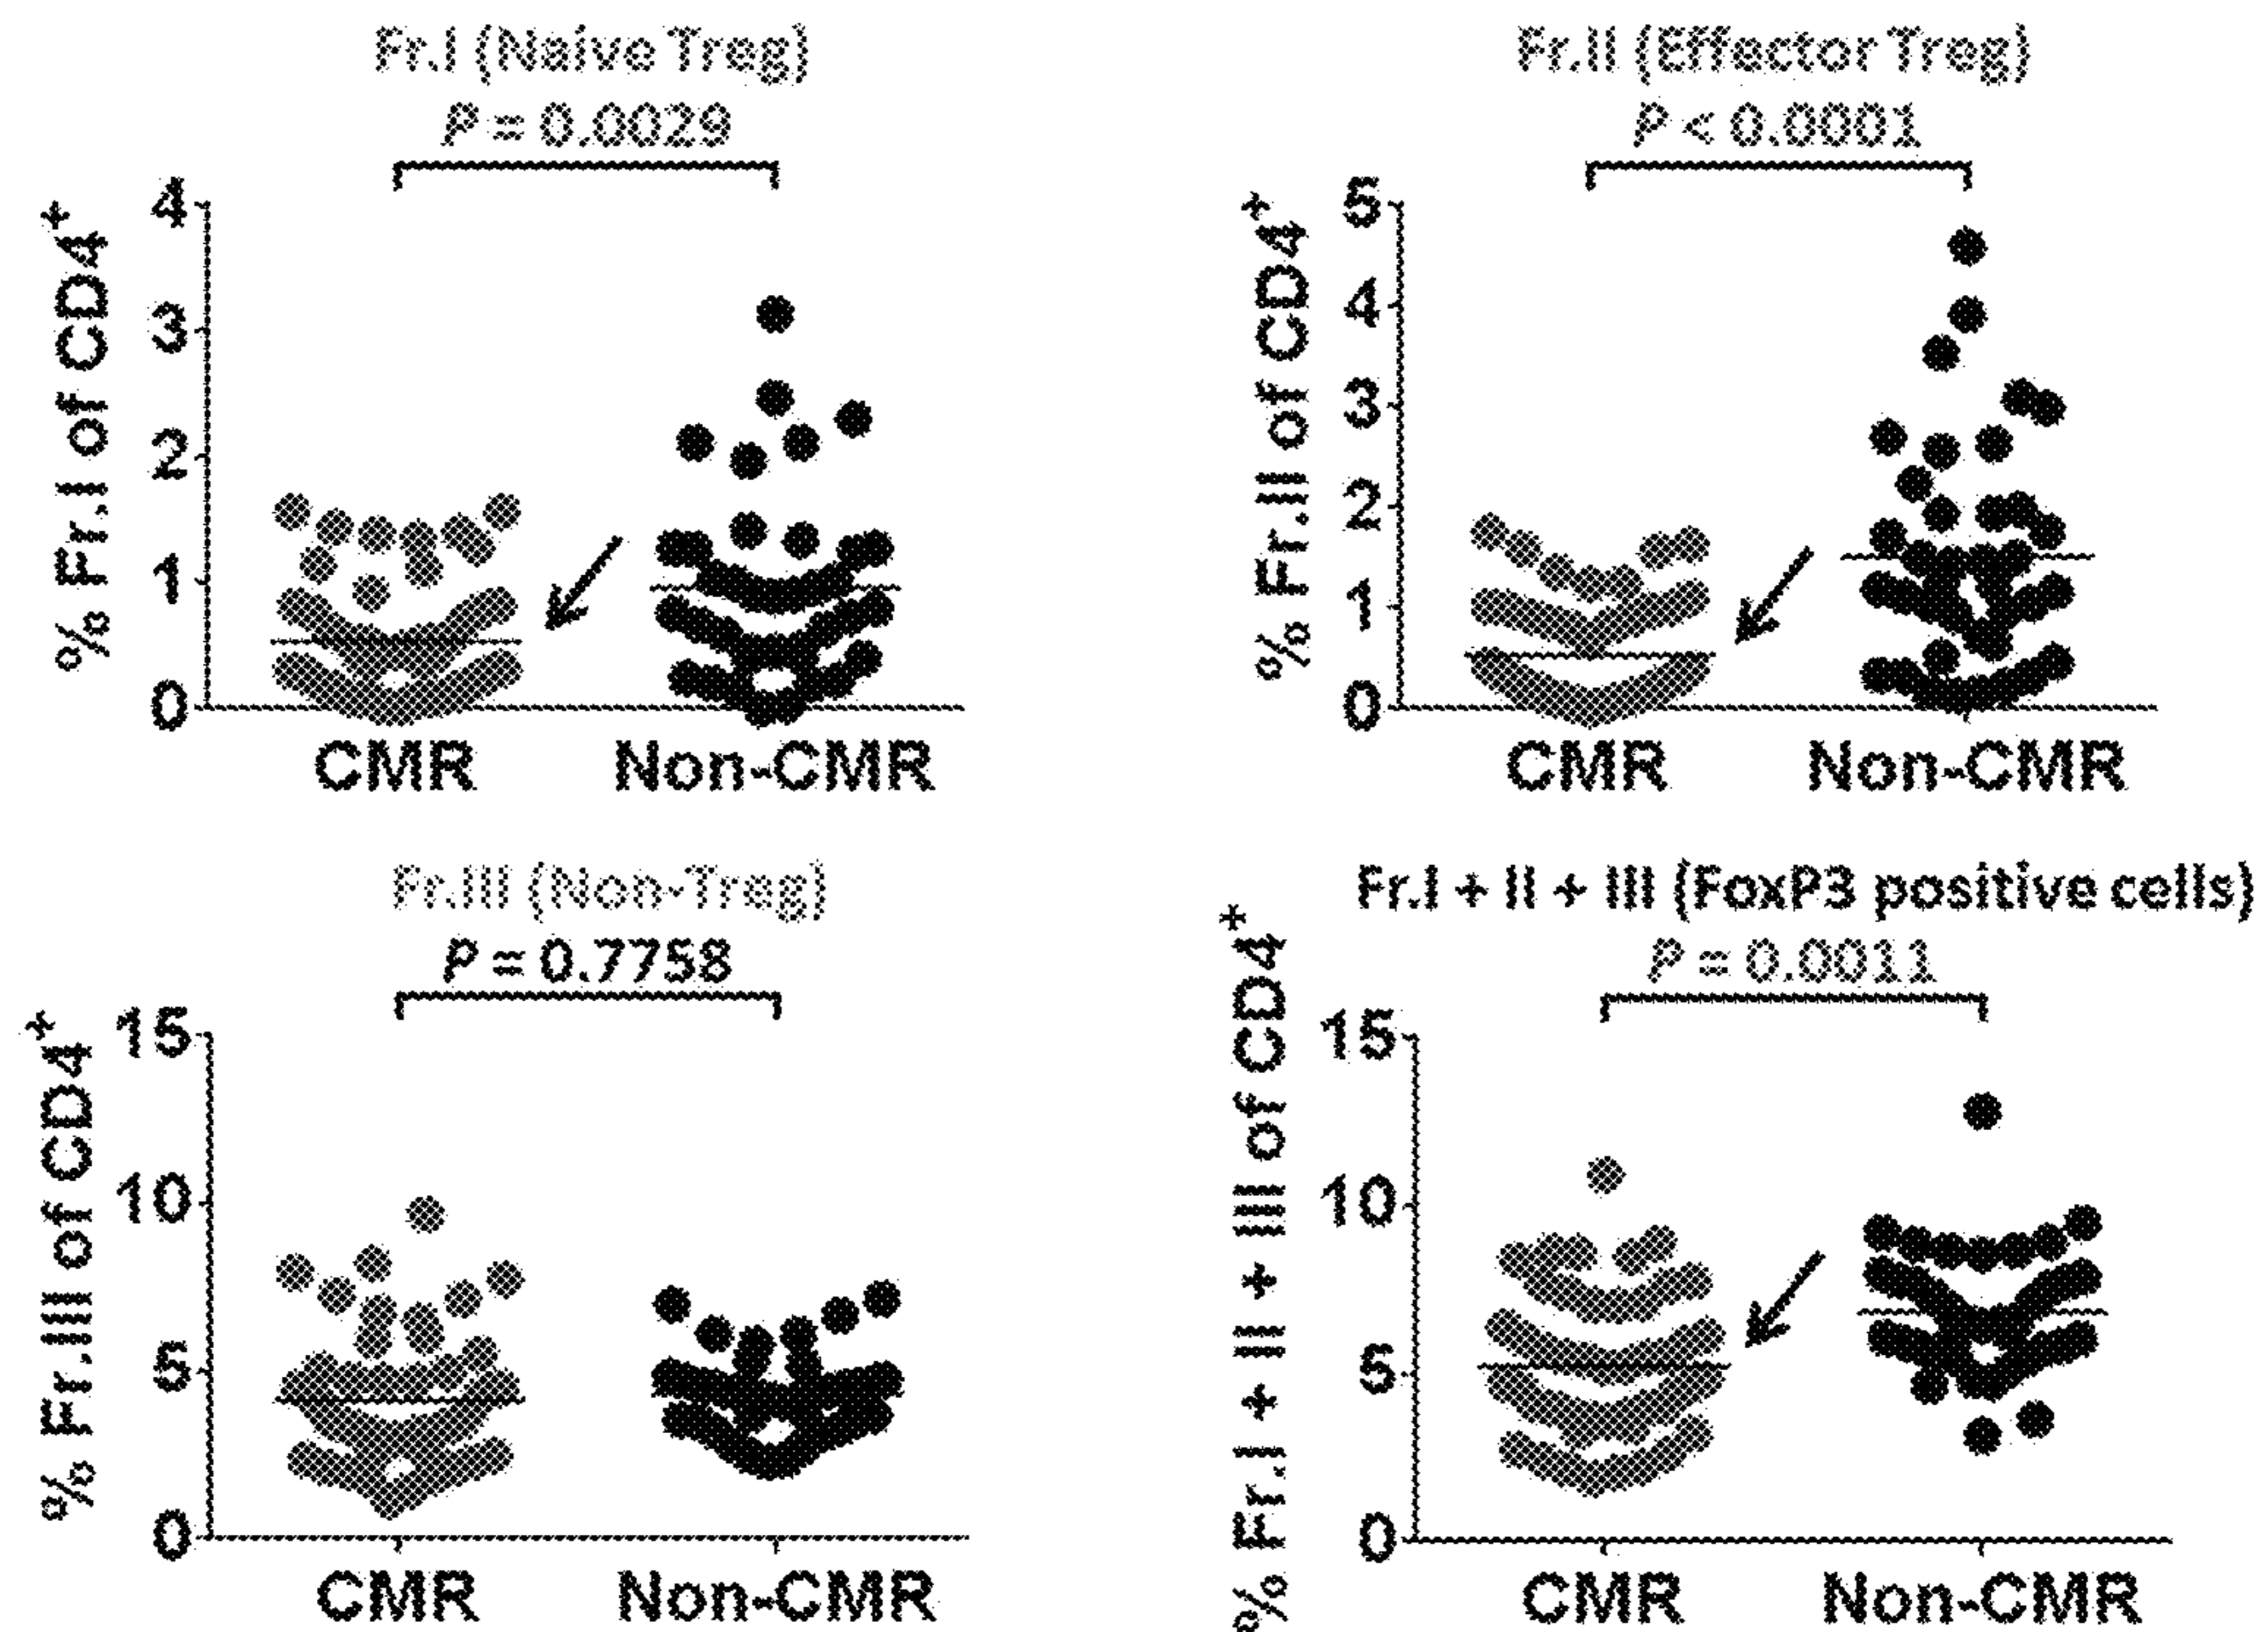 Fr.I (Naive Treg)
P = 0.0029
% Fr.I of CD4+
4
3
2
1
0
CMR
Non-CMR
Fr.II (Effector Treg)
P < 0.0001
% Fr.II of CD4+
5
4
3
2
1
0
CMR
Non-CMR
Fr.III (Non-Treg)
P = 0.7758
% Fr.III of CD4+
15
10
5
0
CMR
Non-CMR
Fr.I + II + III (FoxP3 positive cells)
P = 0.0011
% Fr.I + II + III of CD4+
15
10
5
0
CMR
Non-CMR